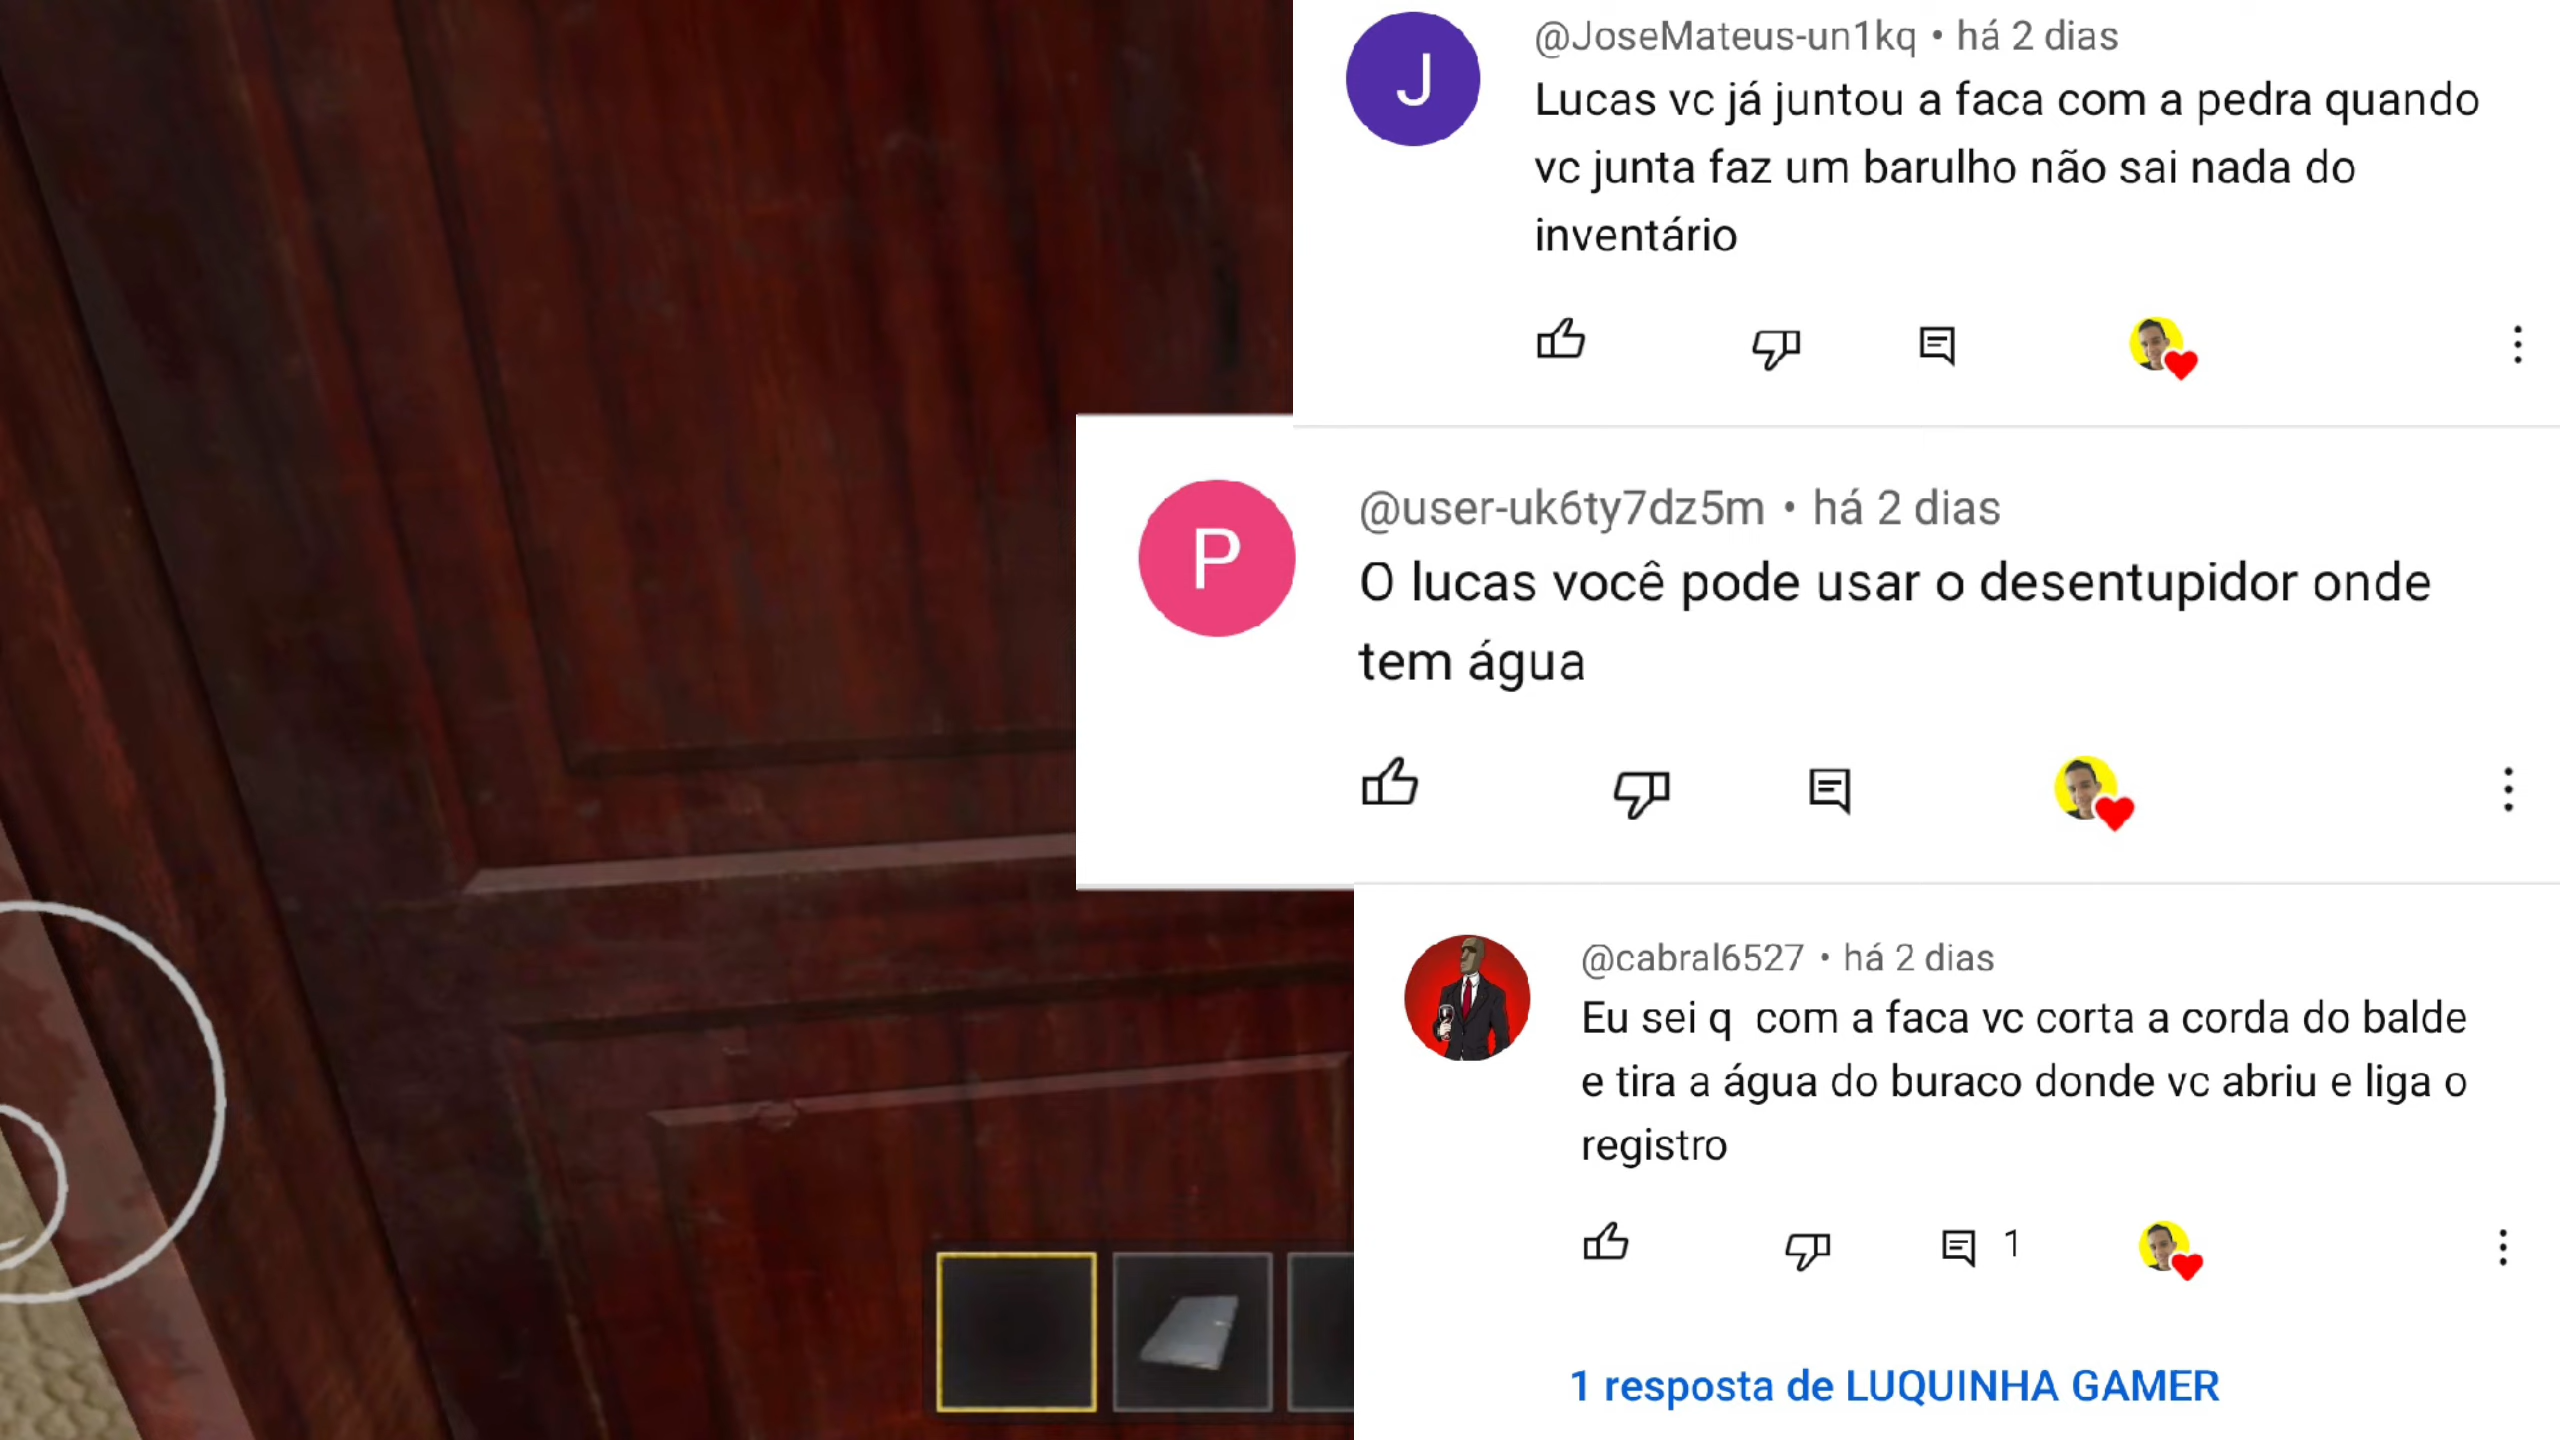 J
@JoseMateus-un1kq • há 2 dias
Lucas vc já juntou a faca com a pedra quando
vc junta faz um barulho não sai nada do
inventário
P
@user-uk6ty7dz5m • há 2 dias
O lucas você pode usar o desentupidor onde
tem água
@cabral6527 • há 2 dias
Eu sei q  com a faca vc corta a corda do balde
e tira a água do buraco donde vc abriu e liga o
registro
1
1 resposta de LUQUINHA GAMER